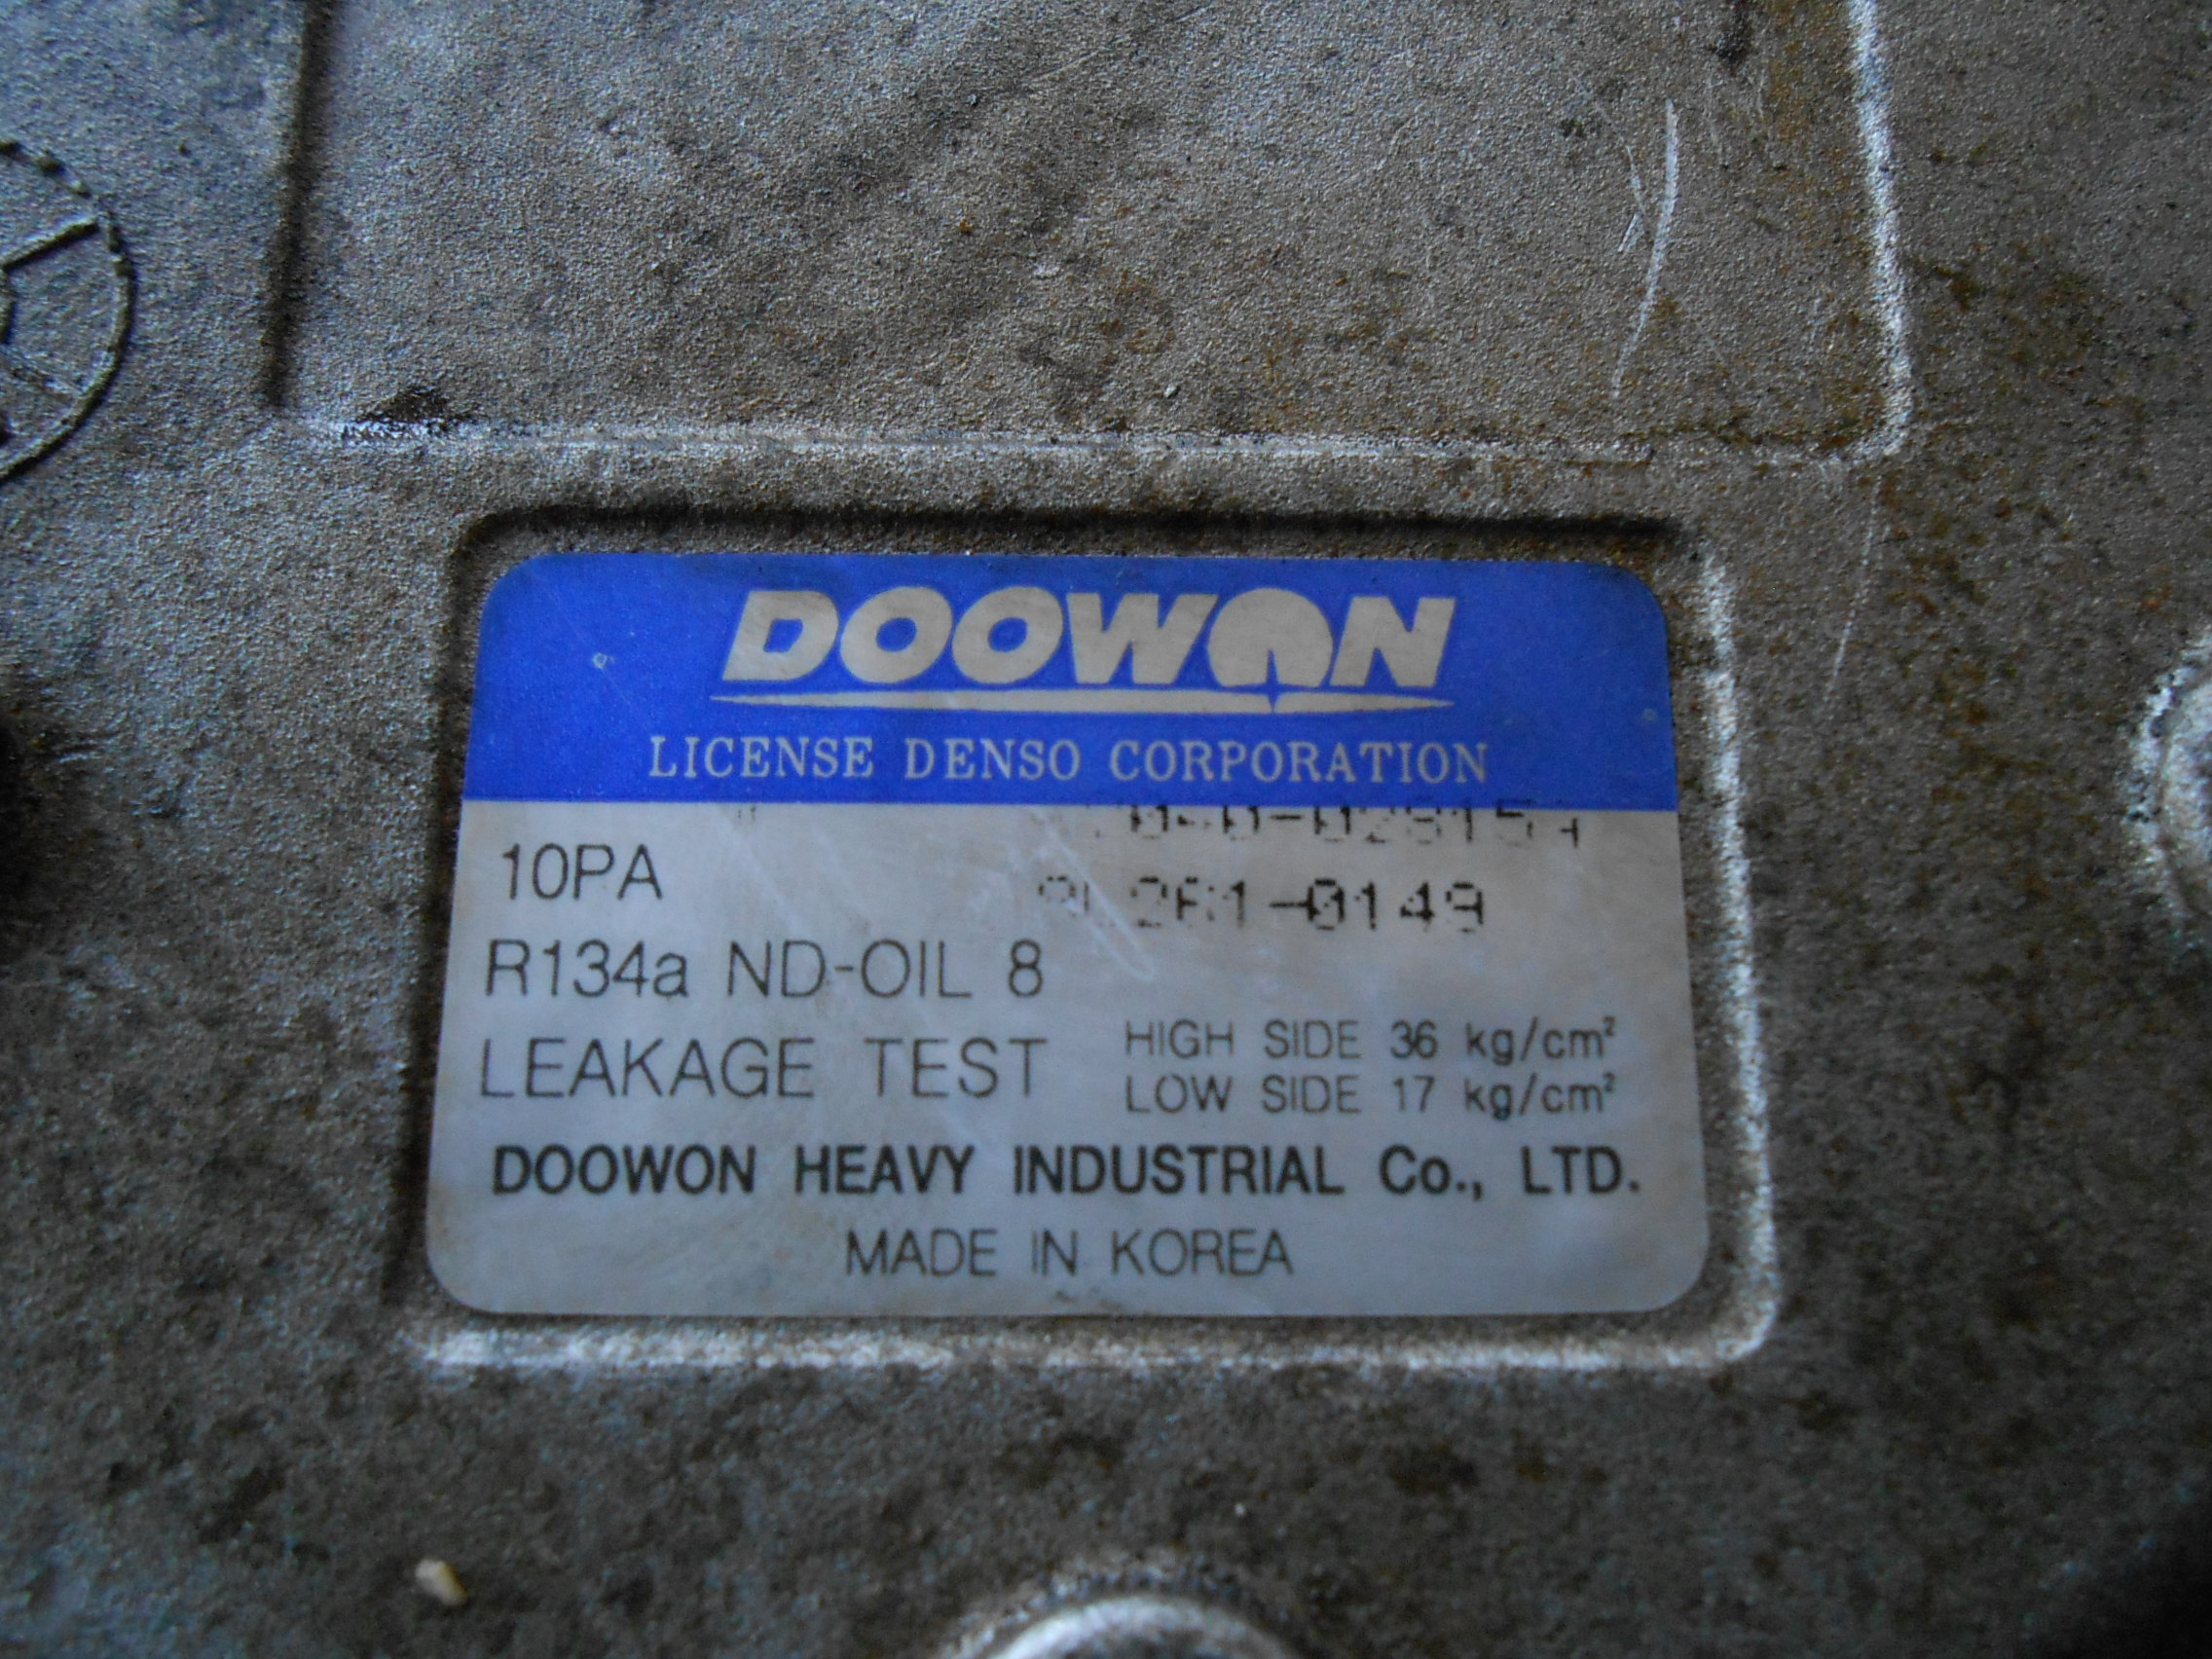 DOOWON
LICENSE DENSO CORPORATION
10PA
R134a ND-OIL 8
LEAKAGE TEST HIGH SIDE 36 kg/cm²
LOW SIDE 17 kg/cm²
DOOWON HEAVY INDUSTRIAL Co., LTD.
MADE IN KOREA